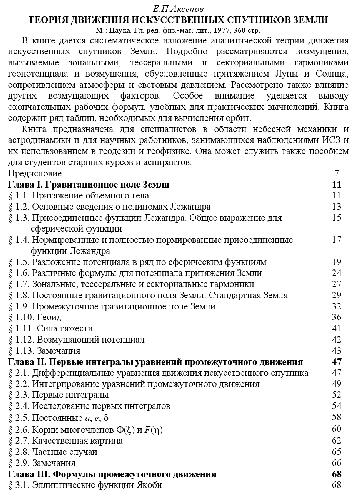 Е.П.Аксенов
ТЕОРИЯ ДВИЖЕНИЯ ИСКУССТВЕННЫХ СПУТНИКОВ ЗЕМЛИ
М.: Наука. Гл. ред. физ.-мат. лит., 1977, 360 стр.
В книге дается систематическое изложение аналитической теории движения
искусственных спутников Земли. Подробно рассматриваются возмущения,
вызываемые зональными, тессеральными и секториальными гармониками
геопотенциала и возмущения, обусловленные притяжением Луны и Солнца,
сопротивлением атмосферы и световым давлением. Рассмотрено также влияние
других возмущающих факторов. Особое внимание уделяется выводу
окончательных рабочих формул, удобных для практических вычислений. Книга
содержит ряд таблиц, необходимых для вычисления орбит.
Книга предназначена для специалистов в области небесной механики и
астродинамики и для научных работников, занимающихся наблюдениями ИСЗ и
их использованием в геодезии и геофизике. Она может служить также пособием
для студентов старших курсов и аспирантов.
Предисловие 7
Глава I. Гравитационное поле Земли 11
§ 1.1. Притяжение объемного тела 11
§ 1.2. Основные сведения о полиномах Лежандра 13
§ 1.3. Присоединенные функции Лежандра. Общее выражение для 15
сферической функции
§ 1.4. Нормированные и полностью нормированные присоединенные 17
функции Лежандра
§ 1.5. Разложение потенциала в ряд по сферическим функциям 19
§ 1.6. Различные формулы для потенциала притяжения Земли 24
§ 1.7. Зональные, тессеральные и секториальные гармоники 27
§ 1.8. Постоянные гравитационного поля Земли. Стандартная Земля 29
§ 1.9. Промежуточное гравитационное поле Земли 32
§ 1.10. Геоид 36
§ 1.11. Сила тяжести 41
§ 1.12. Возмущающий потенциал 42
§ 1.13. Замечания 43
Глава II. Первые интегралы уравнений промежуточного движения 47
§ 2.1. Дифференциальные уравнения движения искусственного спутника 47
§ 2.2. Интегрирование уравнений промежуточного движения 49
§ 2.3. Первые интегралы 52
§ 2.4. Исследование первых интегралов 54
§ 2.5. Постоянные a, e, δ 58
§ 2.6. Корни многочленов Φ(ξ) и F(η) 60
§ 2.7. Качественная картина 62
§ 2.8. Частные случаи 65
§ 2.9. Замечания 66
Глава III. Формулы промежуточного движения 68
§ 3.1. Эллиптические функции Якоби 68